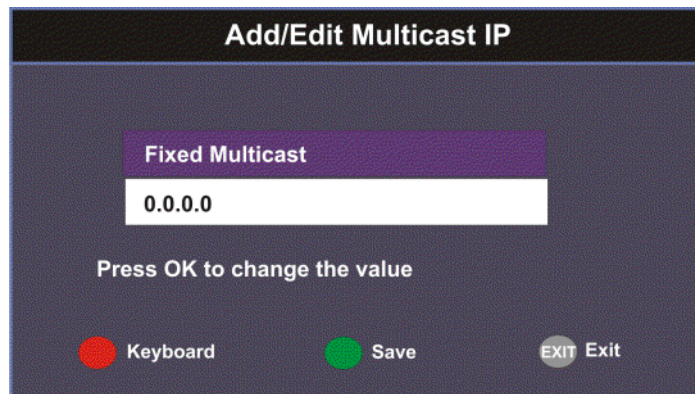 Add/Edit Multicast IP
Fixed Multicast
0.0.0.0
Press OK to change the value
Keyboard Save EXIT Exit